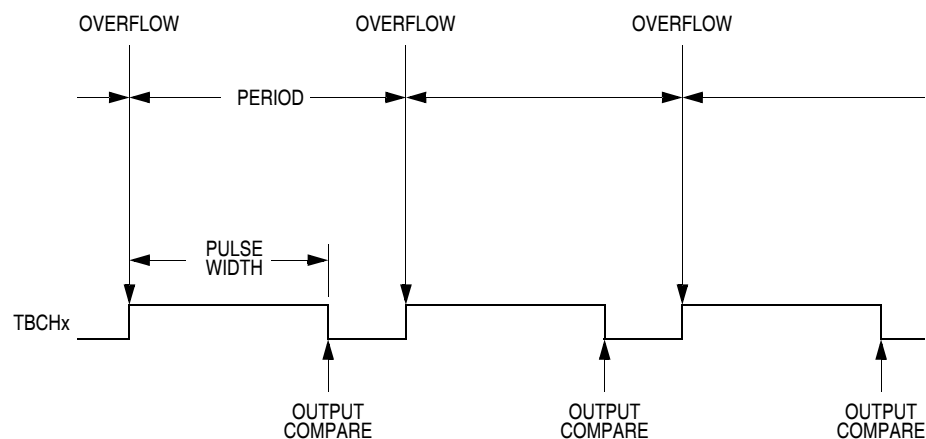 OVERFLOW OVERFLOW OVERFLOW
PERIOD
PULSE
WIDTH
TBCHx
OUTPUT
COMPARE
OUTPUT
COMPARE
OUTPUT
COMPARE